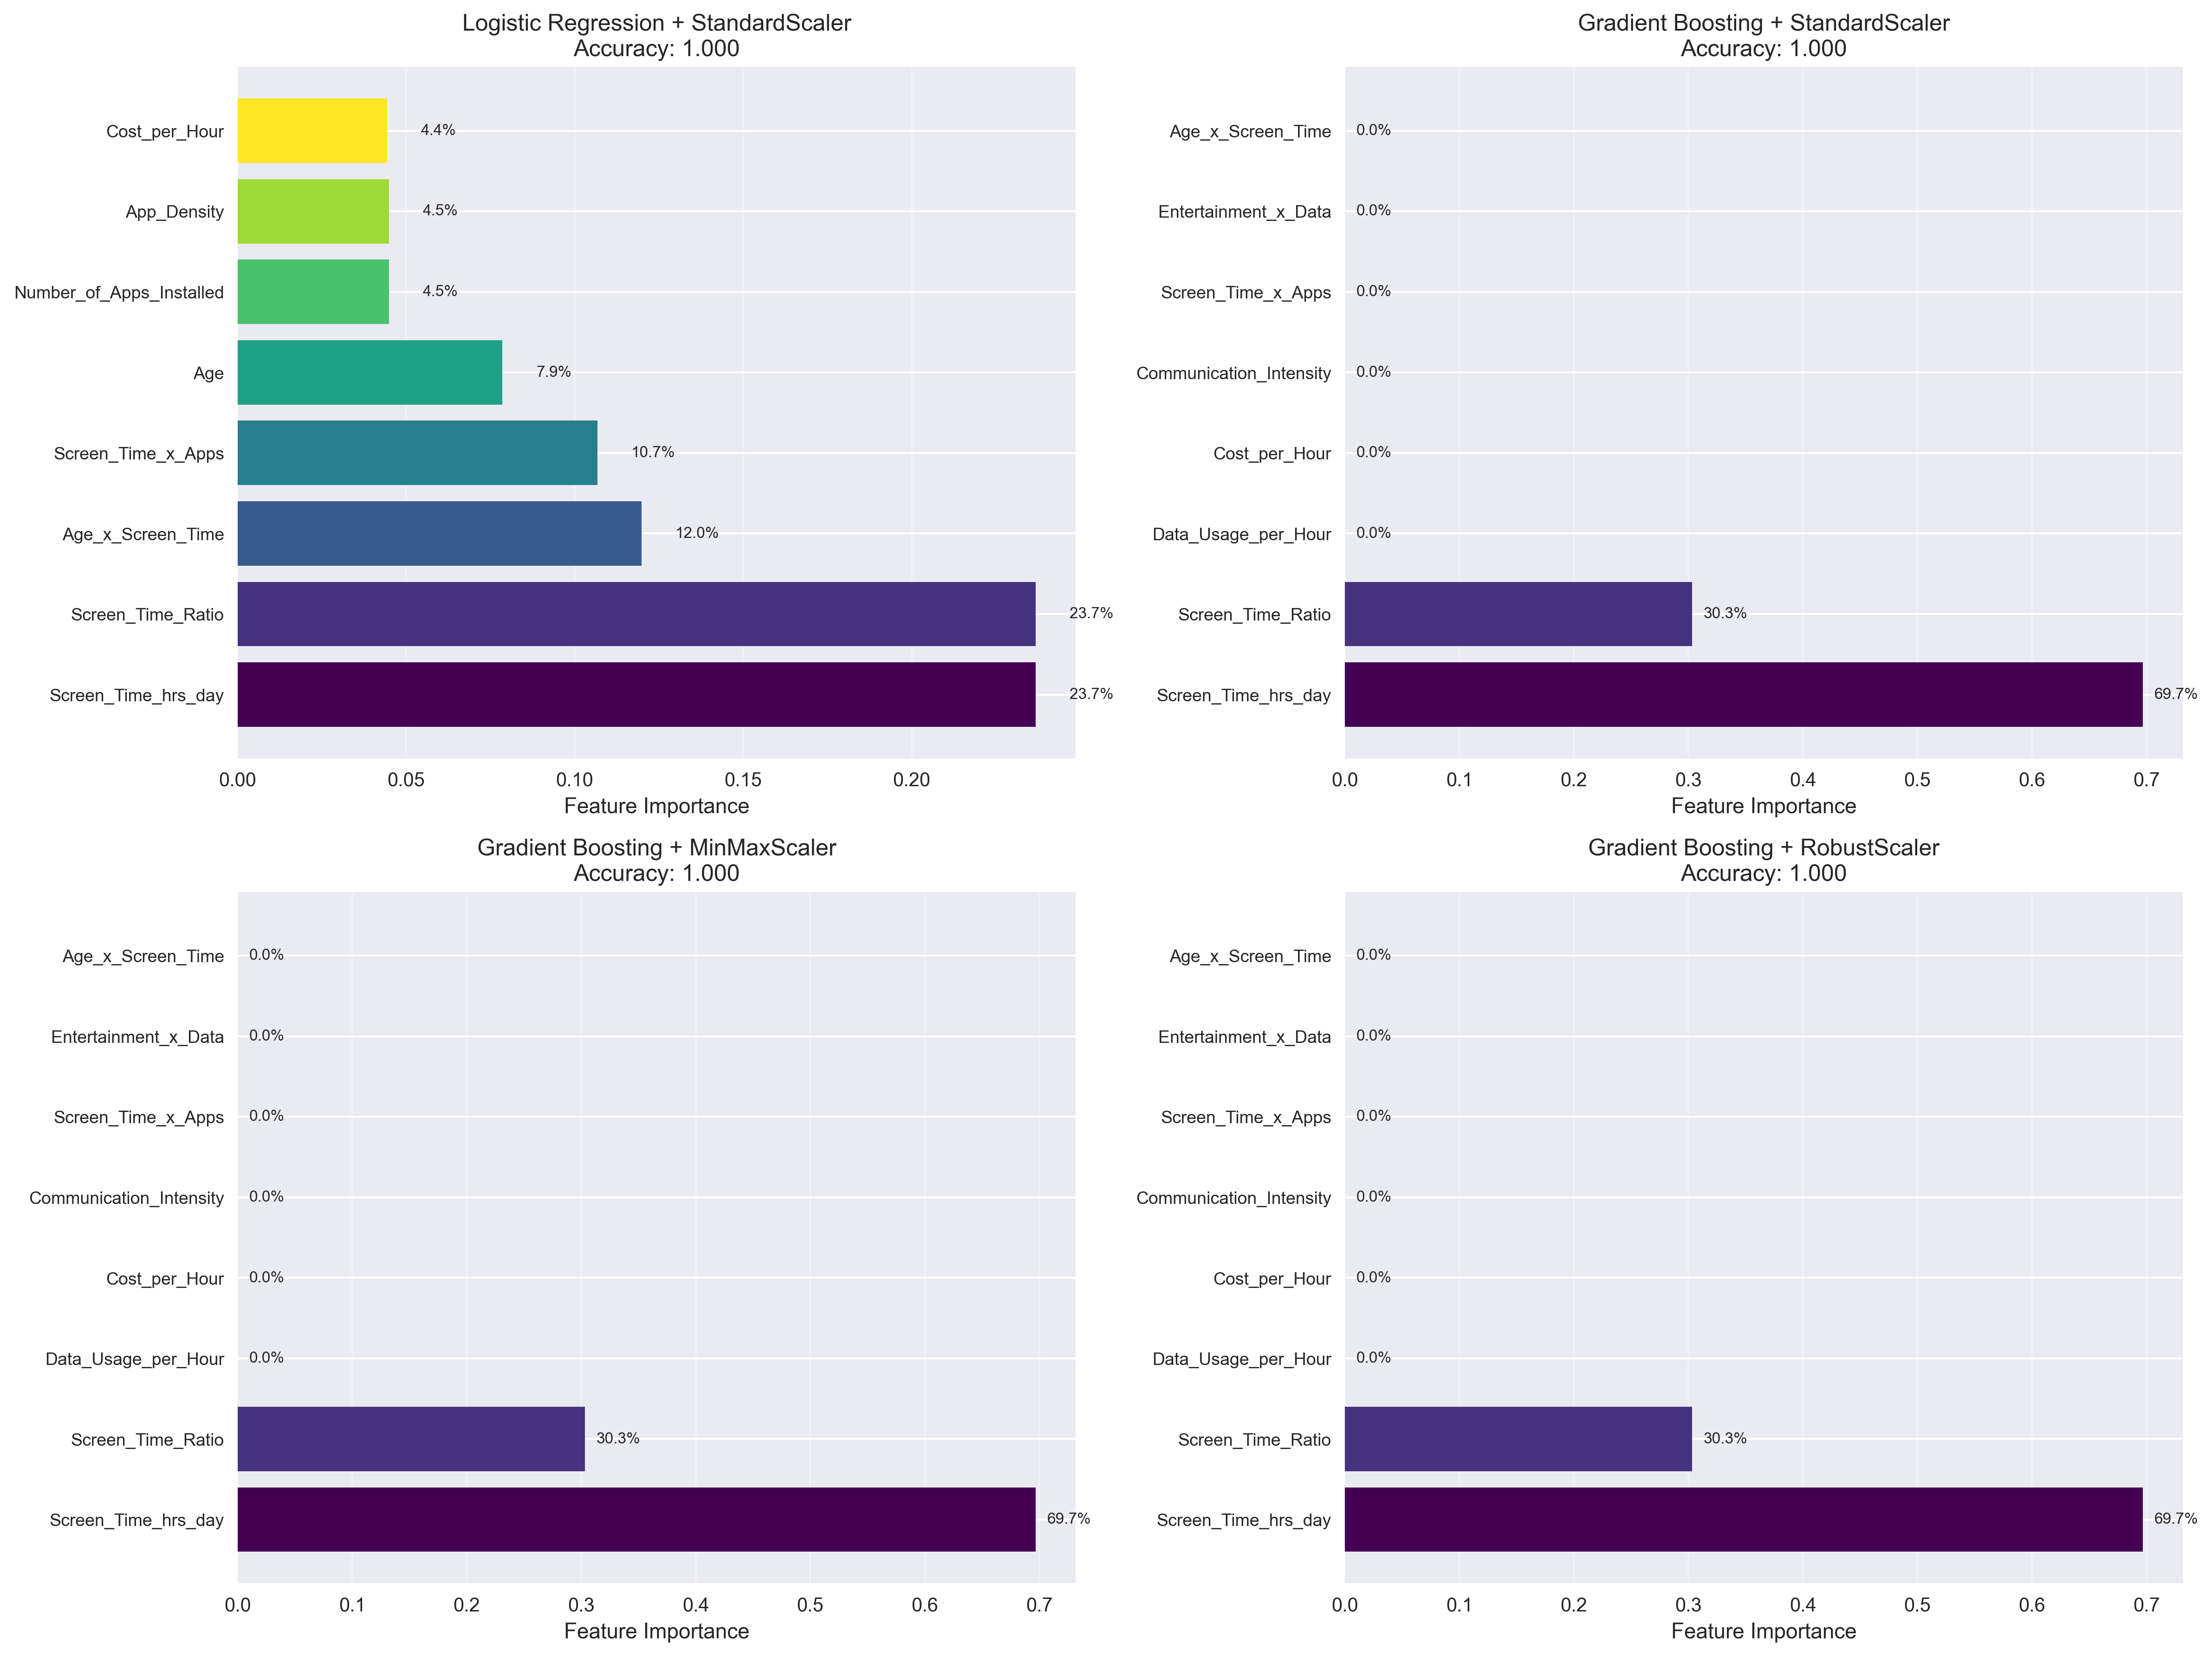 Logistic Regression + StandardScaler
Accuracy: 1.000
Cost_per_Hour
4.4%
App_Density
4.5%
Number_of_Apps_Installed
4.5%
Age
7.9%
Screen_Time_x_Apps
10.7%
Age_x_Screen_Time
12.0%
Screen_Time_Ratio
23.7%
Screen_Time_hrs_day
23.7%
0.00 0.05 0.10 0.15 0.20
Feature Importance
Gradient Boosting + StandardScaler
Accuracy: 1.000
Age_x_Screen_Time
0.0%
Entertainment_x_Data
0.0%
Screen_Time_x_Apps
0.0%
Communication_Intensity
0.0%
Cost_per_Hour
0.0%
Data_Usage_per_Hour
0.0%
Screen_Time_Ratio
30.3%
Screen_Time_hrs_day
69.7%
0.0 0.1 0.2 0.3 0.4 0.5 0.6 0.7
Feature Importance
Gradient Boosting + MinMaxScaler
Accuracy: 1.000
Age_x_Screen_Time
0.0%
Entertainment_x_Data
0.0%
Screen_Time_x_Apps
0.0%
Communication_Intensity
0.0%
Cost_per_Hour
0.0%
Data_Usage_per_Hour
0.0%
Screen_Time_Ratio
30.3%
Screen_Time_hrs_day
69.7%
0.0 0.1 0.2 0.3 0.4 0.5 0.6 0.7
Feature Importance
Gradient Boosting + RobustScaler
Accuracy: 1.000
Age_x_Screen_Time
0.0%
Entertainment_x_Data
0.0%
Screen_Time_x_Apps
0.0%
Communication_Intensity
0.0%
Cost_per_Hour
0.0%
Data_Usage_per_Hour
0.0%
Screen_Time_Ratio
30.3%
Screen_Time_hrs_day
69.7%
0.0 0.1 0.2 0.3 0.4 0.5 0.6 0.7
Feature Importance